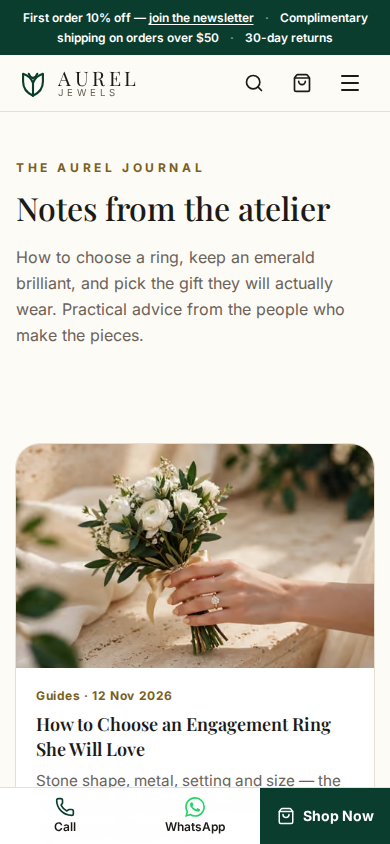 First order 10% off — join the newsletter · Complimentary
shipping on orders over $50 · 30-day returns
AUREL
JEWELS
THE AUREL JOURNAL
Notes from the atelier
How to choose a ring, keep an emerald
brilliant, and pick the gift they will actually
wear. Practical advice from the people who
make the pieces.
Guides · 12 Nov 2026
How to Choose an Engagement Ring
She Will Love
Stone shape, metal, setting and size — the
Call
WhatsApp
Shop Now